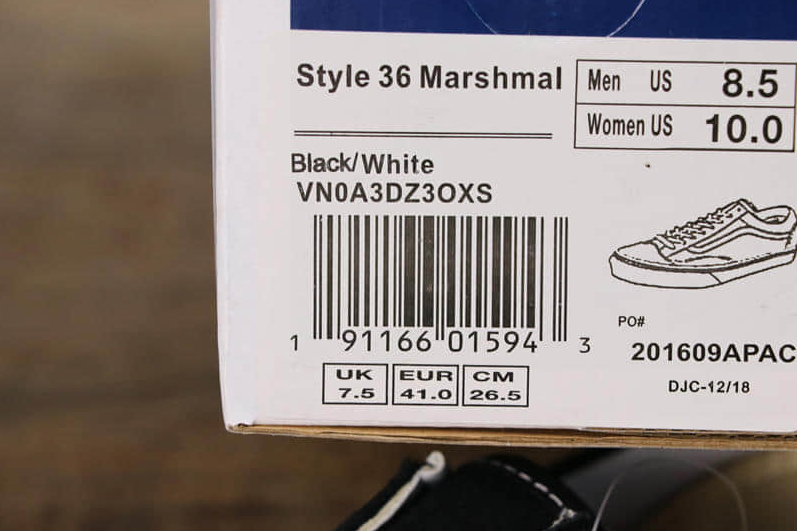 Style 36 Marshmal
Men US 8.5
Women US 10.0
Black/White
VN0A3DZ3OXS
1 91166 01594 3
UK EUR CM
7.5 41.0 26.5
PO#
201609APAC
DJC-12/18